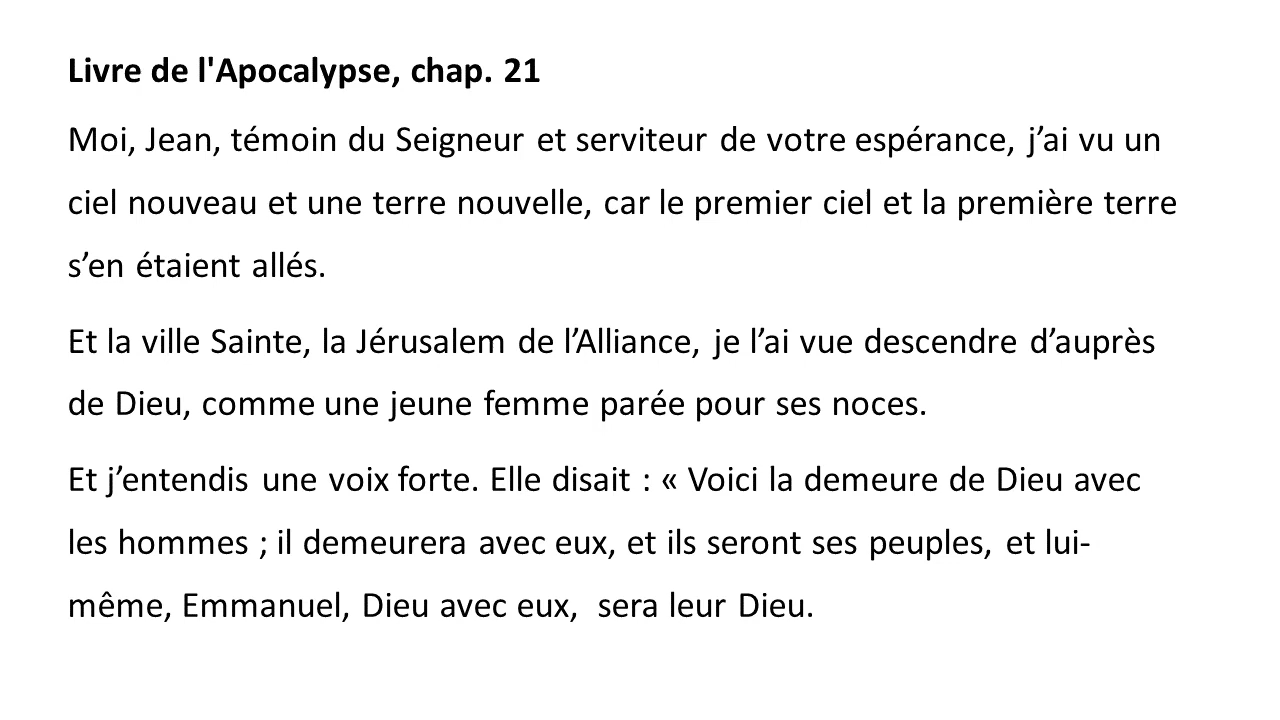 Livre de l'Apocalypse, chap. 21
Moi, Jean, témoin du Seigneur et serviteur de votre espérance, j’ai vu un
ciel nouveau et une terre nouvelle, car le premier ciel et la première terre
s’en étaient allés.
Et la ville Sainte, la Jérusalem de l’Alliance, je l’ai vue descendre d’auprès
de Dieu, comme une jeune femme parée pour ses noces.
Et j’entendis une voix forte. Elle disait : « Voici la demeure de Dieu avec
les hommes ; il demeurera avec eux, et ils seront ses peuples, et lui-
même, Emmanuel, Dieu avec eux,  sera leur Dieu.